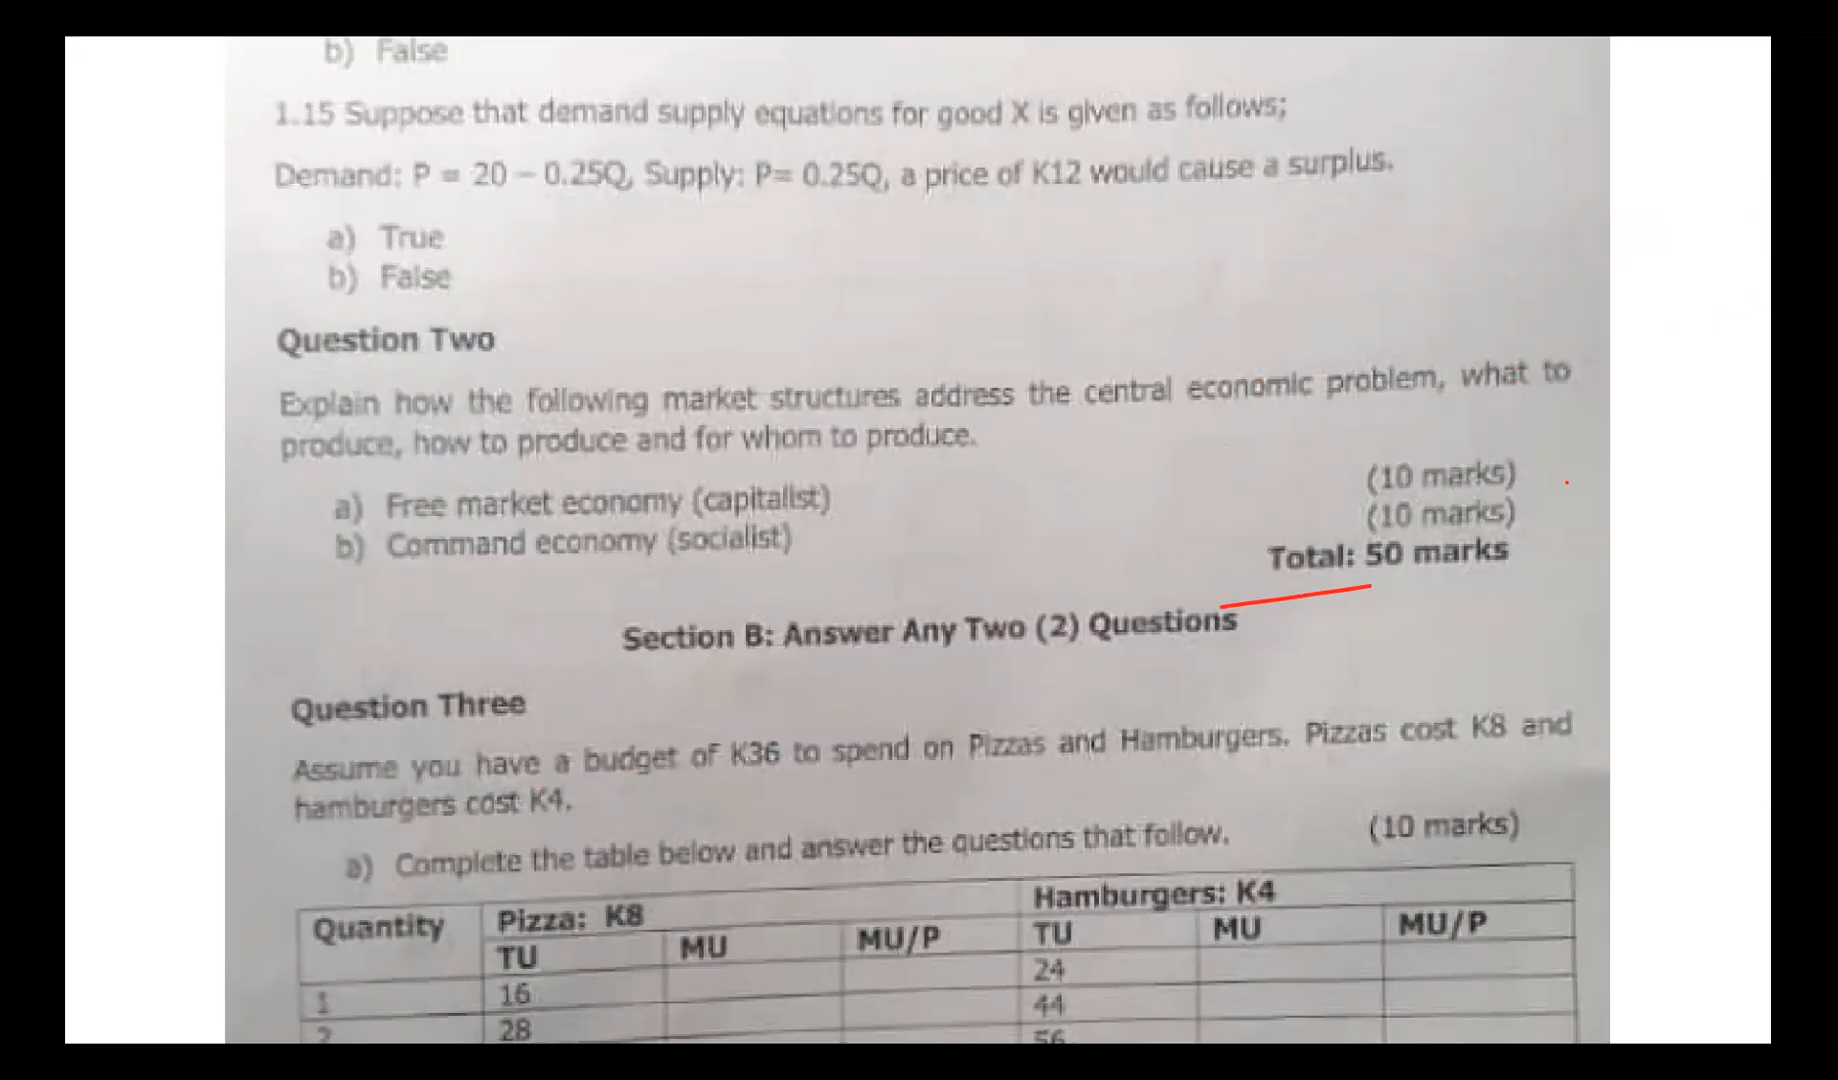 b) False
1.15 Suppose that demand supply equations for good X is given as follows;
Demand: P = 20 – 0.25Q, Supply: P= 0.25Q, a price of K12 would cause a surplus.
a) True
b) False
Question Two
Explain how the following market structures address the central economic problem, what to
produce, how to produce and for whom to produce.
a) Free market economy (capitalist) (10 marks)
b) Command economy (socialist) (10 marks)
Total: 50 marks
Section B: Answer Any Two (2) Questions
Question Three
Assume you have a budget of K36 to spend on Pizzas and Hamburgers. Pizzas cost K8 and
hamburgers cost K4.
a) Complete the table below and answer the questions that follow. (10 marks)
Quantity Pizza: K8 Hamburgers: K4
TU MU MU/P TU MU MU/P
1 16 24
2 28 44
56